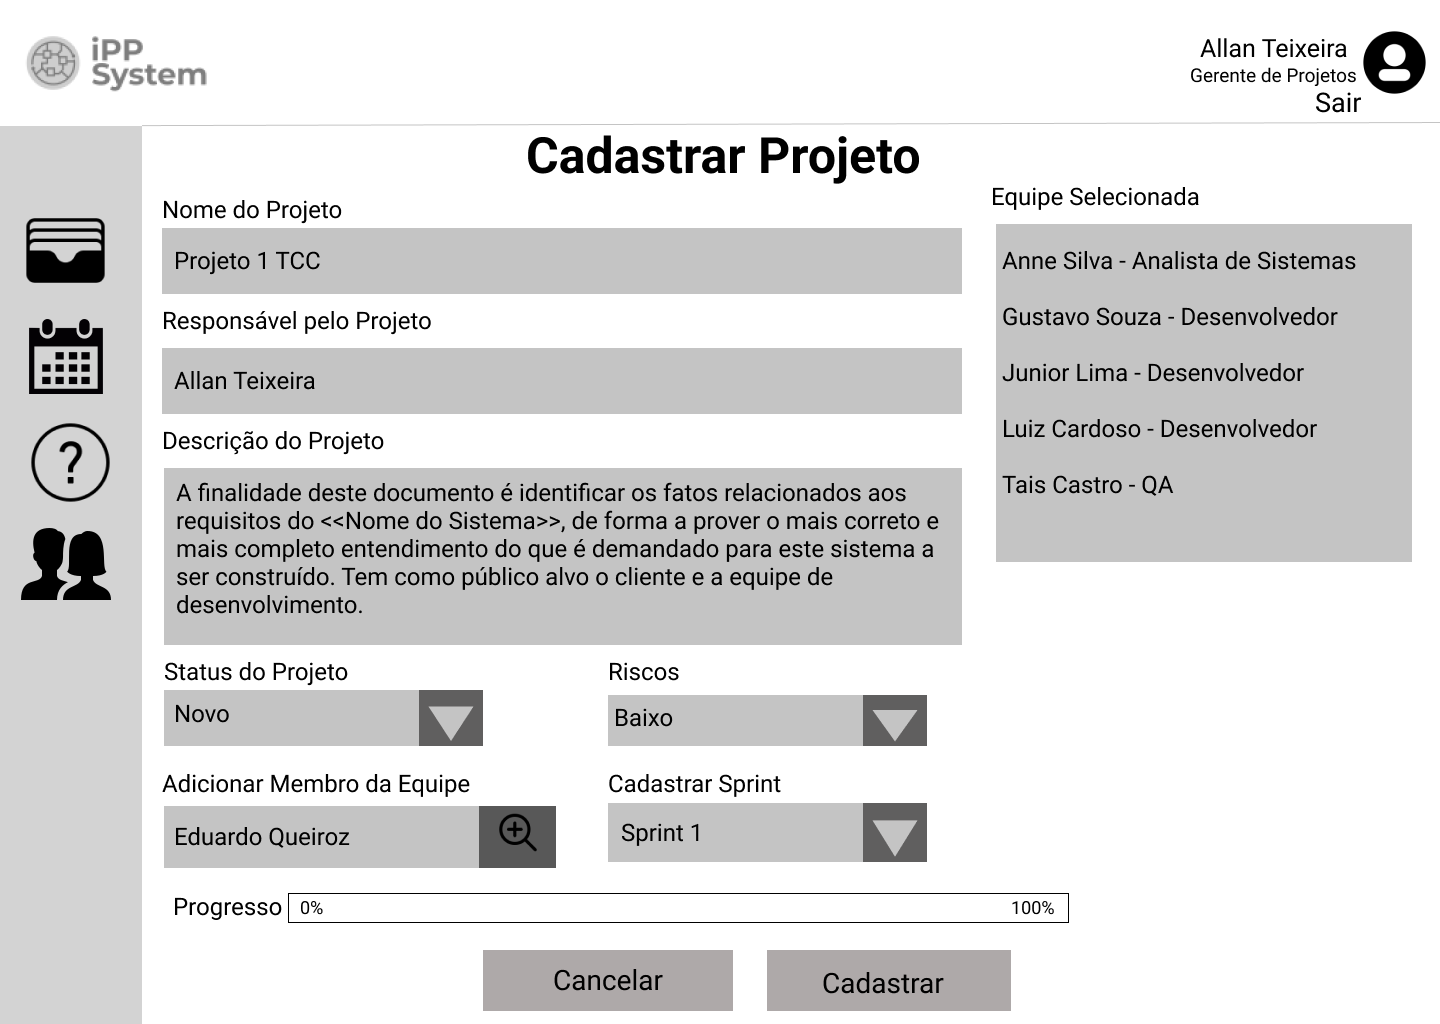 iPP
System
Allan Teixeira
Gerente de Projetos
Sair
Cadastrar Projeto
Nome do Projeto
Projeto 1 TCC
Responsável pelo Projeto
Allan Teixeira
Descrição do Projeto
A finalidade deste documento é identificar os fatos relacionados aos
requisitos do <<Nome do Sistema>>, de forma a prover o mais correto e
mais completo entendimento do que é demandado para este sistema a
ser construído. Tem como público alvo o cliente e a equipe de
desenvolvimento.
Equipe Selecionada
Anne Silva - Analista de Sistemas
Gustavo Souza - Desenvolvedor
Junior Lima - Desenvolvedor
Luiz Cardoso - Desenvolvedor
Tais Castro - QA
Status do Projeto
Novo
Riscos
Baixo
Adicionar Membro da Equipe
Eduardo Queiroz
Cadastrar Sprint
Sprint 1
Progresso 0% 100%
Cancelar
Cadastrar